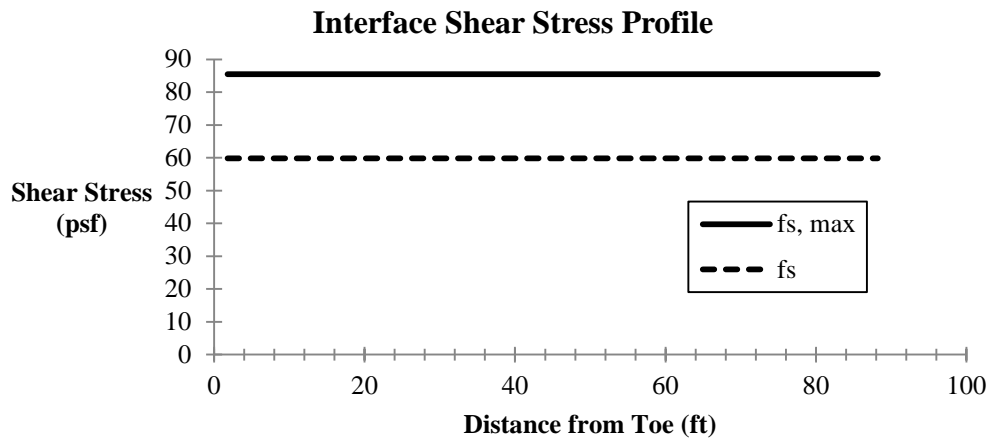 Interface Shear Stress Profile
90
80
70
60
50
40
30
20
10
0
Shear Stress
(psf)
fs, max
fs
0 20 40 60 80 100
Distance from Toe (ft)